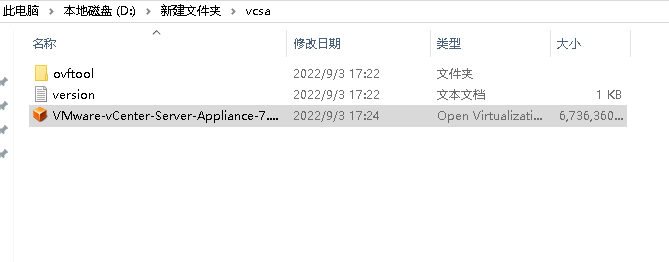 此电脑 > 本地磁盘 (D:) > 新建文件夹 > vcsa
名称 修改日期 类型 大小
ovftool 2022/9/3 17:22 文件夹
version 2022/9/3 17:22 文本文档 1 KB
VMware-vCenter-Server-Appliance-7.... 2022/9/3 17:24 Open Virtualizati... 6,736,360...